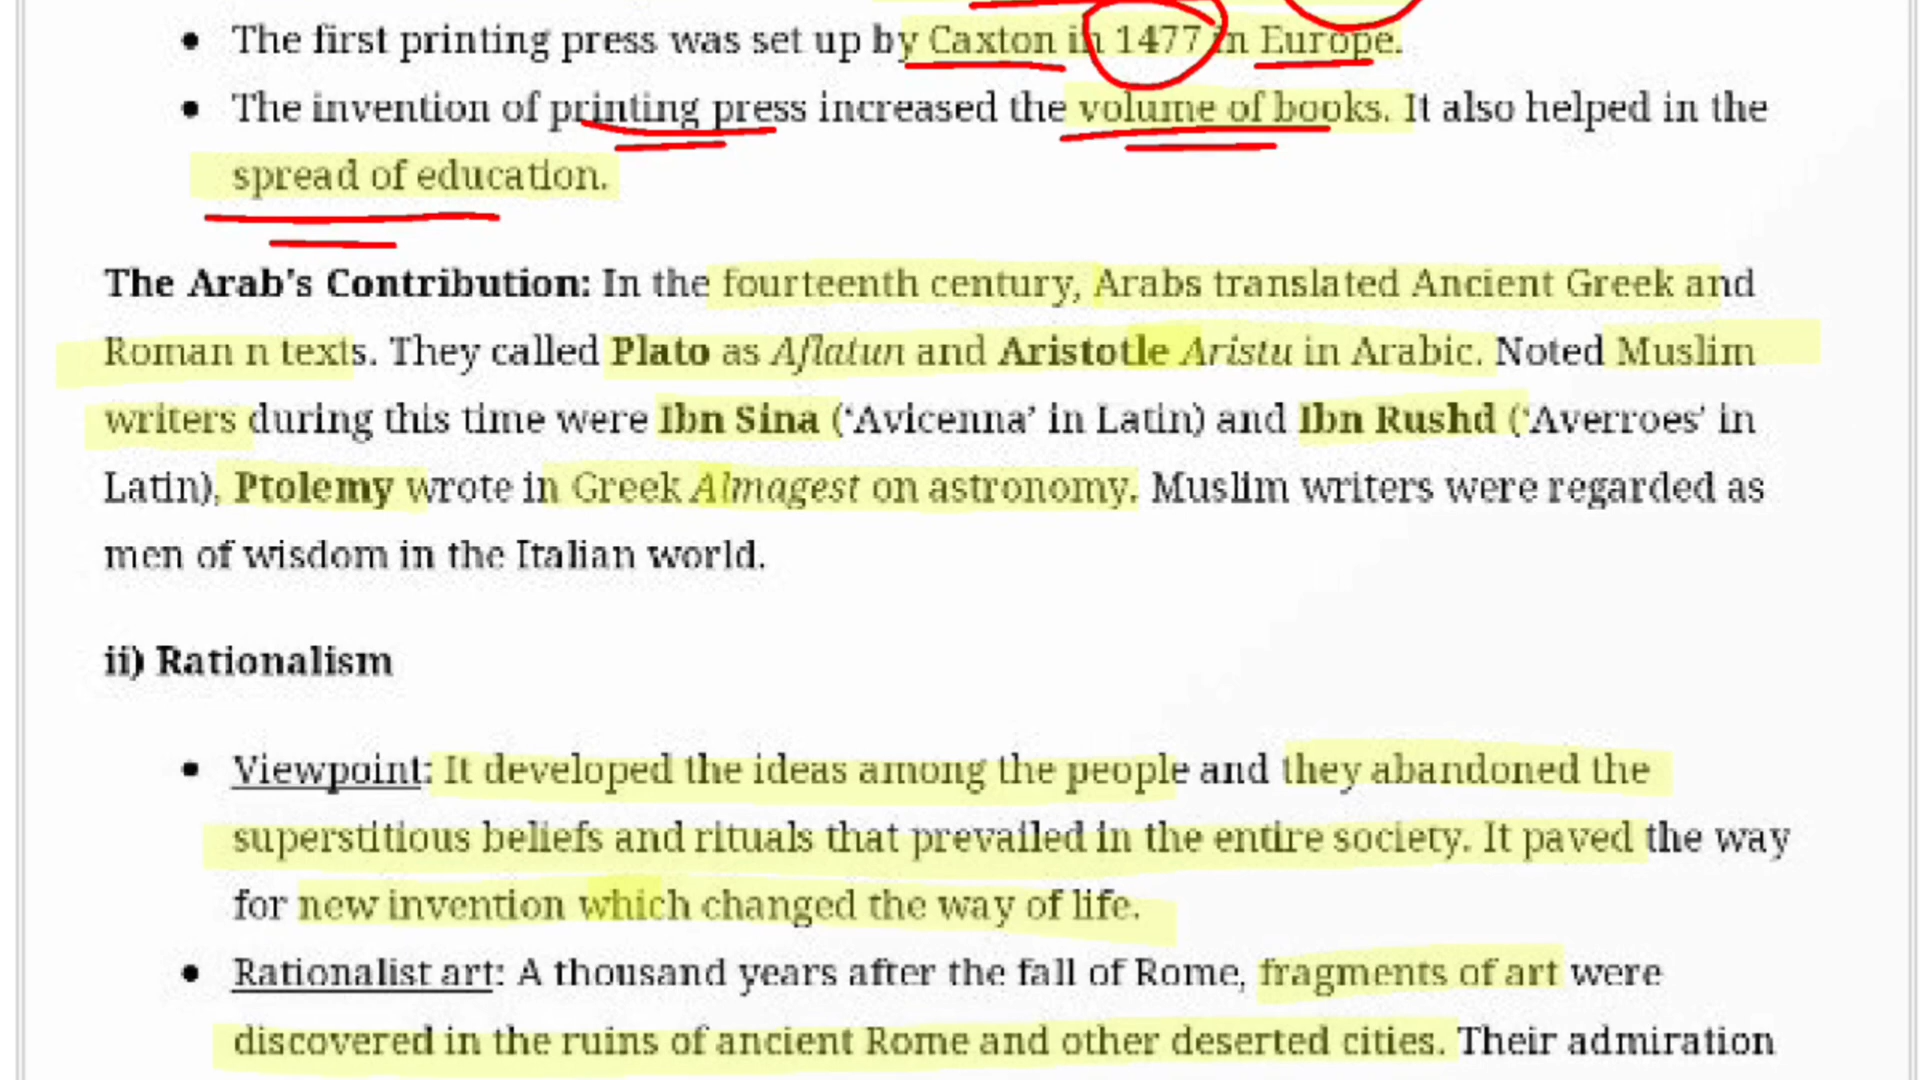 • The first printing press was set up by Caxton in 1477 in Europe.
• The invention of printing press increased the volume of books. It also helped in the
spread of education.
The Arab's Contribution: In the fourteenth century, Arabs translated Ancient Greek and
Roman n texts. They called Plato as Aflatun and Aristotle Aristu in Arabic. Noted Muslim
writers during this time were Ibn Sina (‘Avicenna’ in Latin) and Ibn Rushd (‘Averroes’ in
Latin), Ptolemy wrote in Greek Almagest on astronomy. Muslim writers were regarded as
men of wisdom in the Italian world.
ii) Rationalism
• Viewpoint: It developed the ideas among the people and they abandoned the
superstitious beliefs and rituals that prevailed in the entire society. It paved the way
for new invention which changed the way of life.
• Rationalist art: A thousand years after the fall of Rome, fragments of art were
discovered in the ruins of ancient Rome and other deserted cities. Their admiration